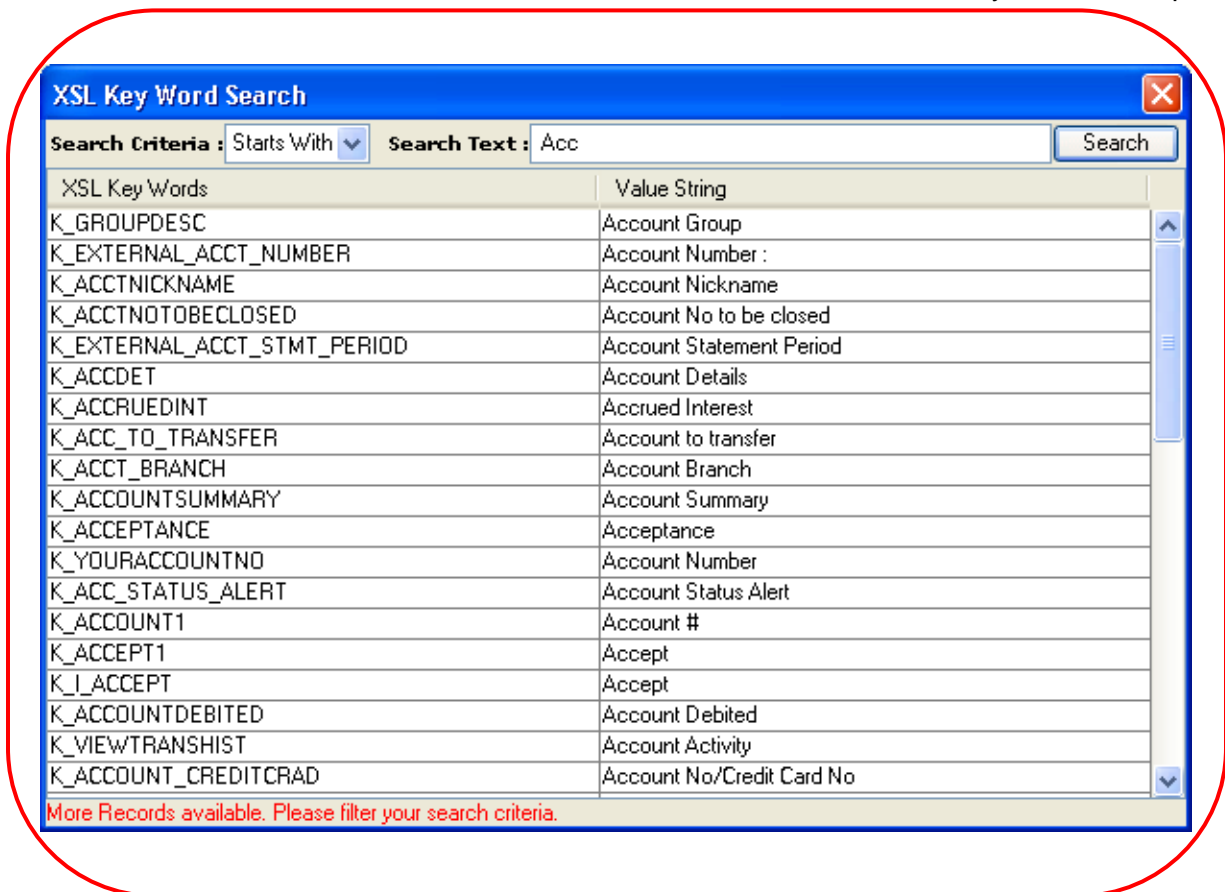 XSL Key Word Search
Search Criteria : Starts With Search Text : Acc Search
XSL Key Words Value String
K_GROUPDESC Account Group
K_EXTERNAL_ACCT_NUMBER Account Number :
K_ACCTNICKNAME Account Nickname
K_ACCTNOTOBECLOSED Account No to be closed
K_EXTERNAL_ACCT_STMT_PERIOD Account Statement Period
K_ACCDET Account Details
K_ACCRUEDINT Accrued Interest
K_ACC_TO_TRANSFER Account to transfer
K_ACCT_BRANCH Account Branch
K_ACCOUNTSUMMARY Account Summary
K_ACCEPTANCE Acceptance
K_YOURACCOUNTNO Account Number
K_ACC_STATUS_ALERT Account Status Alert
K_ACCOUNT1 Account #
K_ACCEPT1 Accept
K_I_ACCEPT Accept
K_ACCOUNTDEBITED Account Debited
K_VIEWTRANSHIST Account Activity
K_ACCOUNT_CREDITCRAD Account No/Credit Card No
More Records available. Please filter your search criteria.